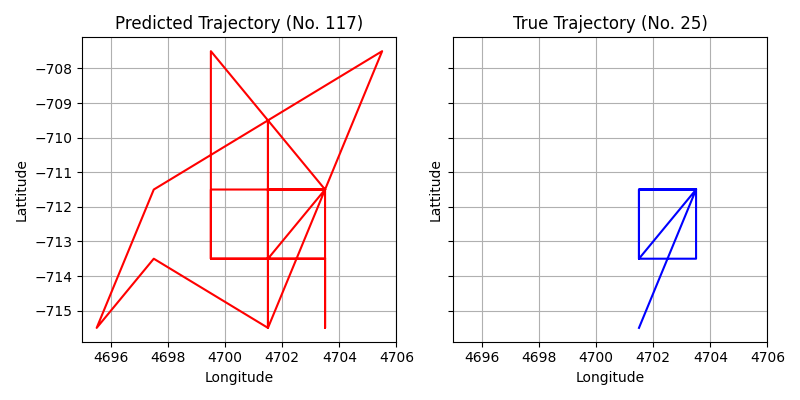 Predicted Trajectory (No. 117)
Lattitude
−708
−709
−710
−711
−712
−713
−714
−715
4696 4698 4700 4702 4704 4706
Longitude
True Trajectory (No. 25)
Lattitude
4696 4698 4700 4702 4704 4706
Longitude